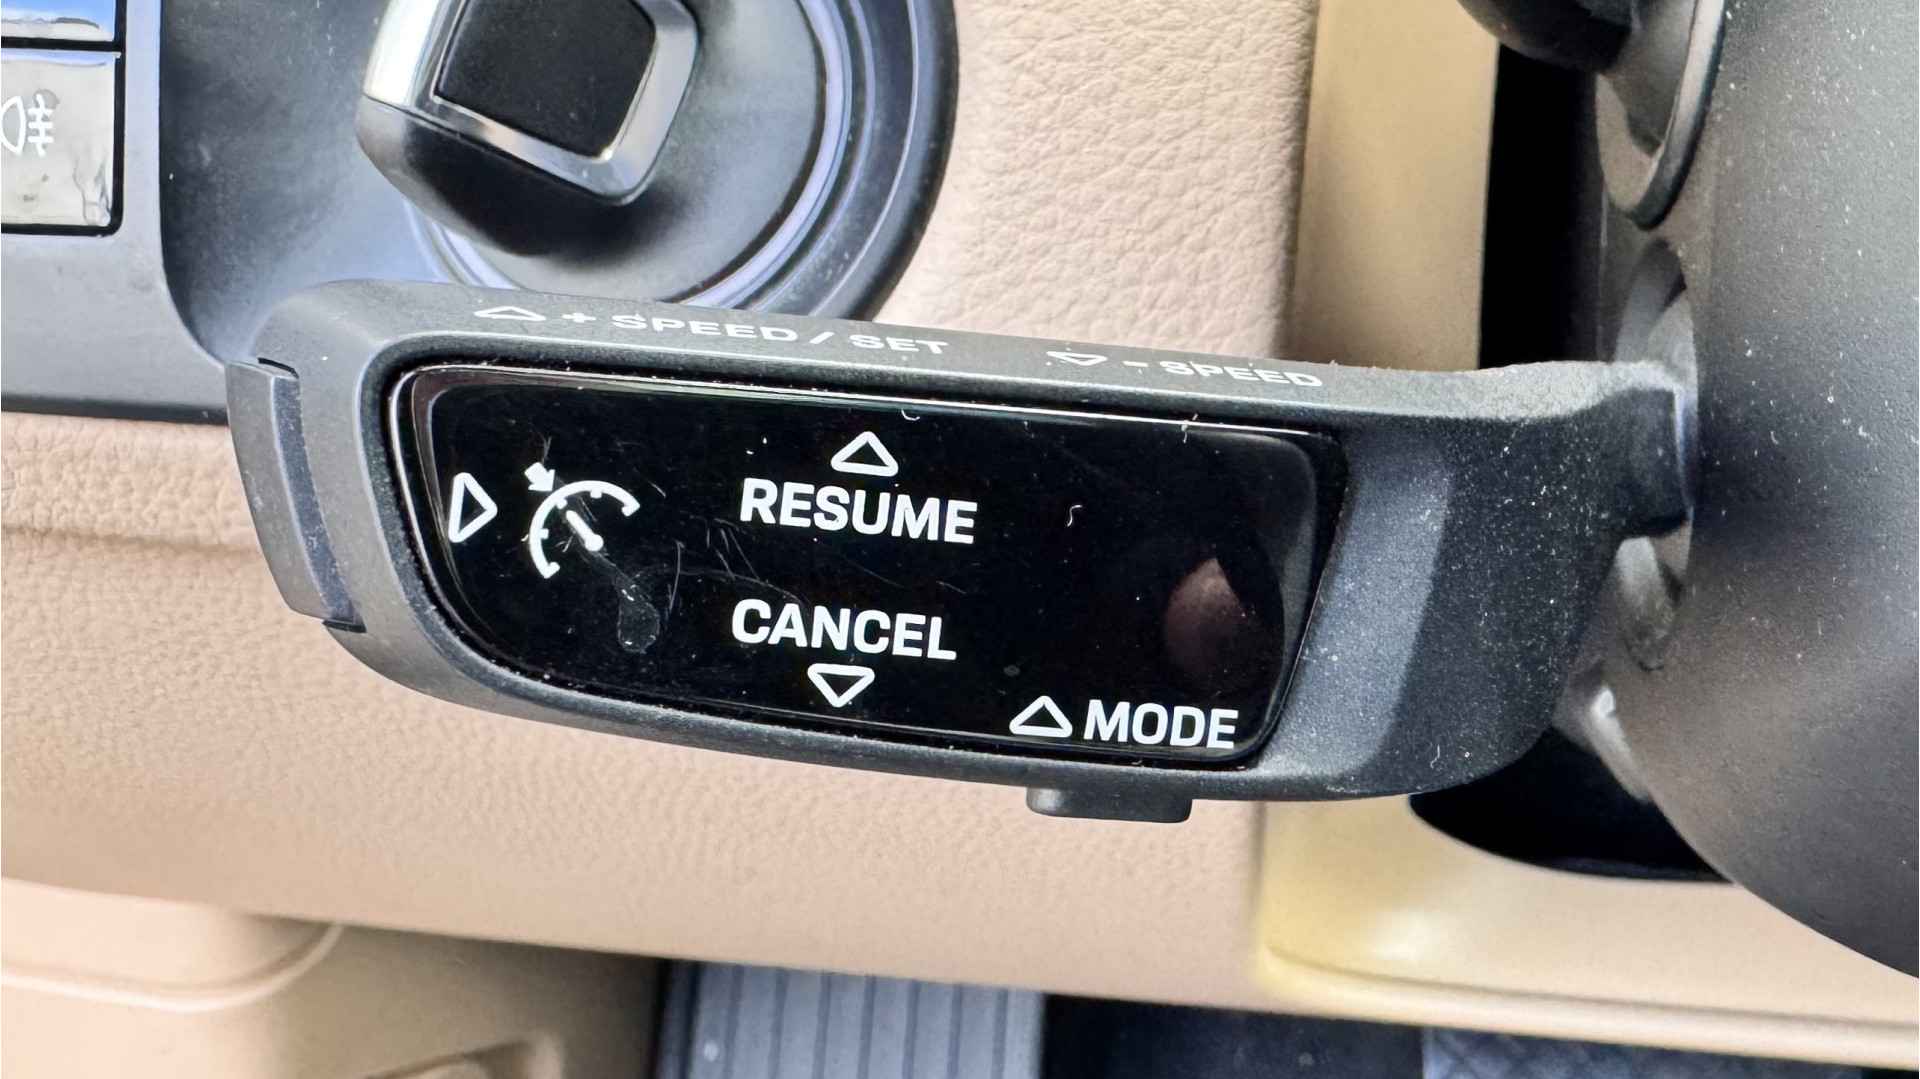 + SPEED / SET
- SPEED
RESUME
CANCEL
MODE